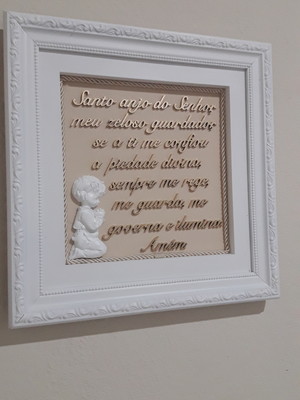 Santo anjo do Senhor
meu zeloso guardador
se a ti me confiou
a piedade divina,
sempre me rege,
me guarda, me
governa e ilumina.
Amém